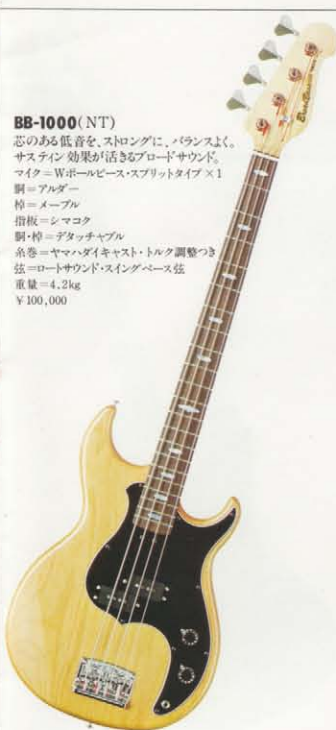 BB-1000(NT)
芯のある低音を、ストロングに、バランスよく。
サスティン効果が活きるブロードサウンド。
マイク=Wポールピース・スプリットタイプ×1
胴=アルダー
棹=メープル
指板=シマコク
胴・棹=デタッチャブル
糸巻=ヤマハダイキャスト・トルク調整つき
弦=ロートサウンド・スイングベース弦
重量=4.2kg
¥100,000